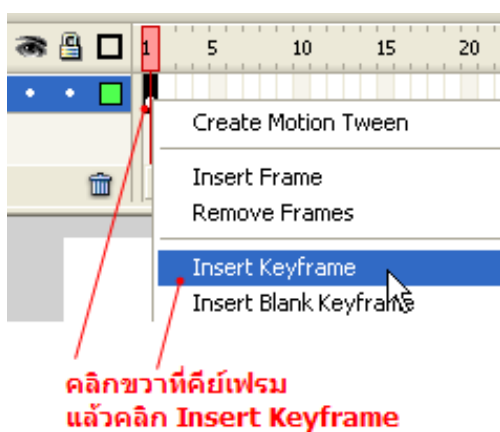 1 5 10 15 20
Create Motion Tween
Insert Frame
Remove Frames
Insert Keyframe
Insert Blank Keyframe
คลิกขวาที่คีย์เฟรม
แล้วคลิก Insert Keyframe